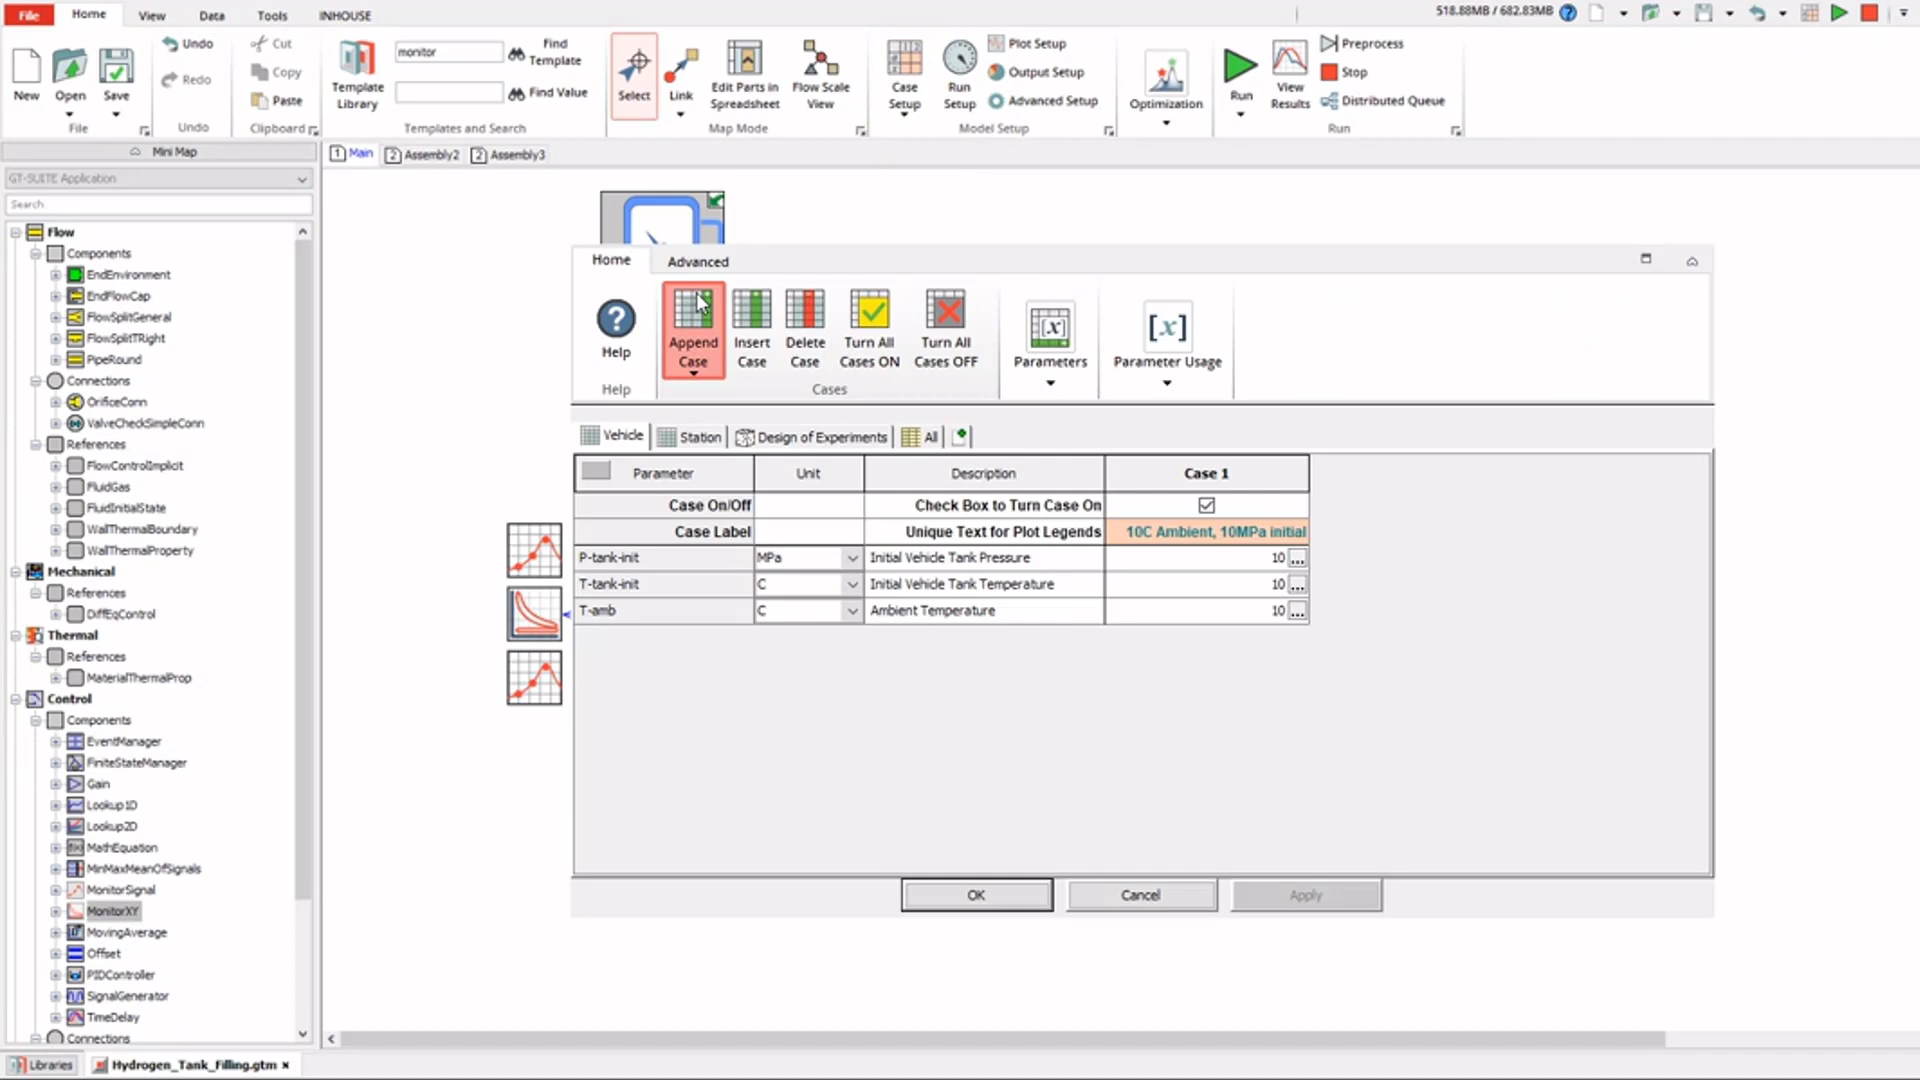 File Home View Data Tools INHOUSE 518.88MB / 682.83MB
New Open Save
File
Undo
Redo
Undo
Cut
Copy
Paste
Clipboard
Template Library
monitor Find Template
Find Value
Templates and Search
Select Link Edit Parts in Spreadsheet Flow Scale View
Map Mode
Case Setup Run Setup
Plot Setup
Output Setup
Advanced Setup
Model Setup
Optimization
Run View Results
Preprocess
Stop
Distributed Queue
Run
Mini Map
1 Main 2 Assembly2 2 Assembly3
GT-SUITE Application
Search
Flow
Components
EndEnvironment
EndFlowCap
FlowSplitGeneral
FlowSplitTRight
PipeRound
Connections
OrificeConn
ValveCheckSimpleConn
References
FlowControlImplicit
FluidGas
FluidInitialState
WallThermalBoundary
WallThermalProperty
Mechanical
References
DiffEqControl
Thermal
References
MaterialThermalProp
Control
Components
EventManager
FiniteStateManager
Gain
Lookup1D
Lookup2D
MathEquation
MinMaxMeanOfSignals
MonitorSignal
MonitorXY
MovingAverage
Offset
PIDController
SignalGenerator
TimeDelay
Connections
Libraries Hydrogen_Tank_Filling.gtm ×
Home Advanced
? Help
Help
Append Case
Insert Case
Delete Case
Turn All Cases ON
Turn All Cases OFF
Cases
[x] Parameters
[x] Parameter Usage
Vehicle Station Design of Experiments All
Parameter Unit Description Case 1
Case On/Off Check Box to Turn Case On
Case Label Unique Text for Plot Legends 10C Ambient, 10MPa initial
P-tank-init MPa Initial Vehicle Tank Pressure 10 ...
T-tank-init C Initial Vehicle Tank Temperature 10 ...
T-amb C Ambient Temperature 10 ...
OK Cancel Apply